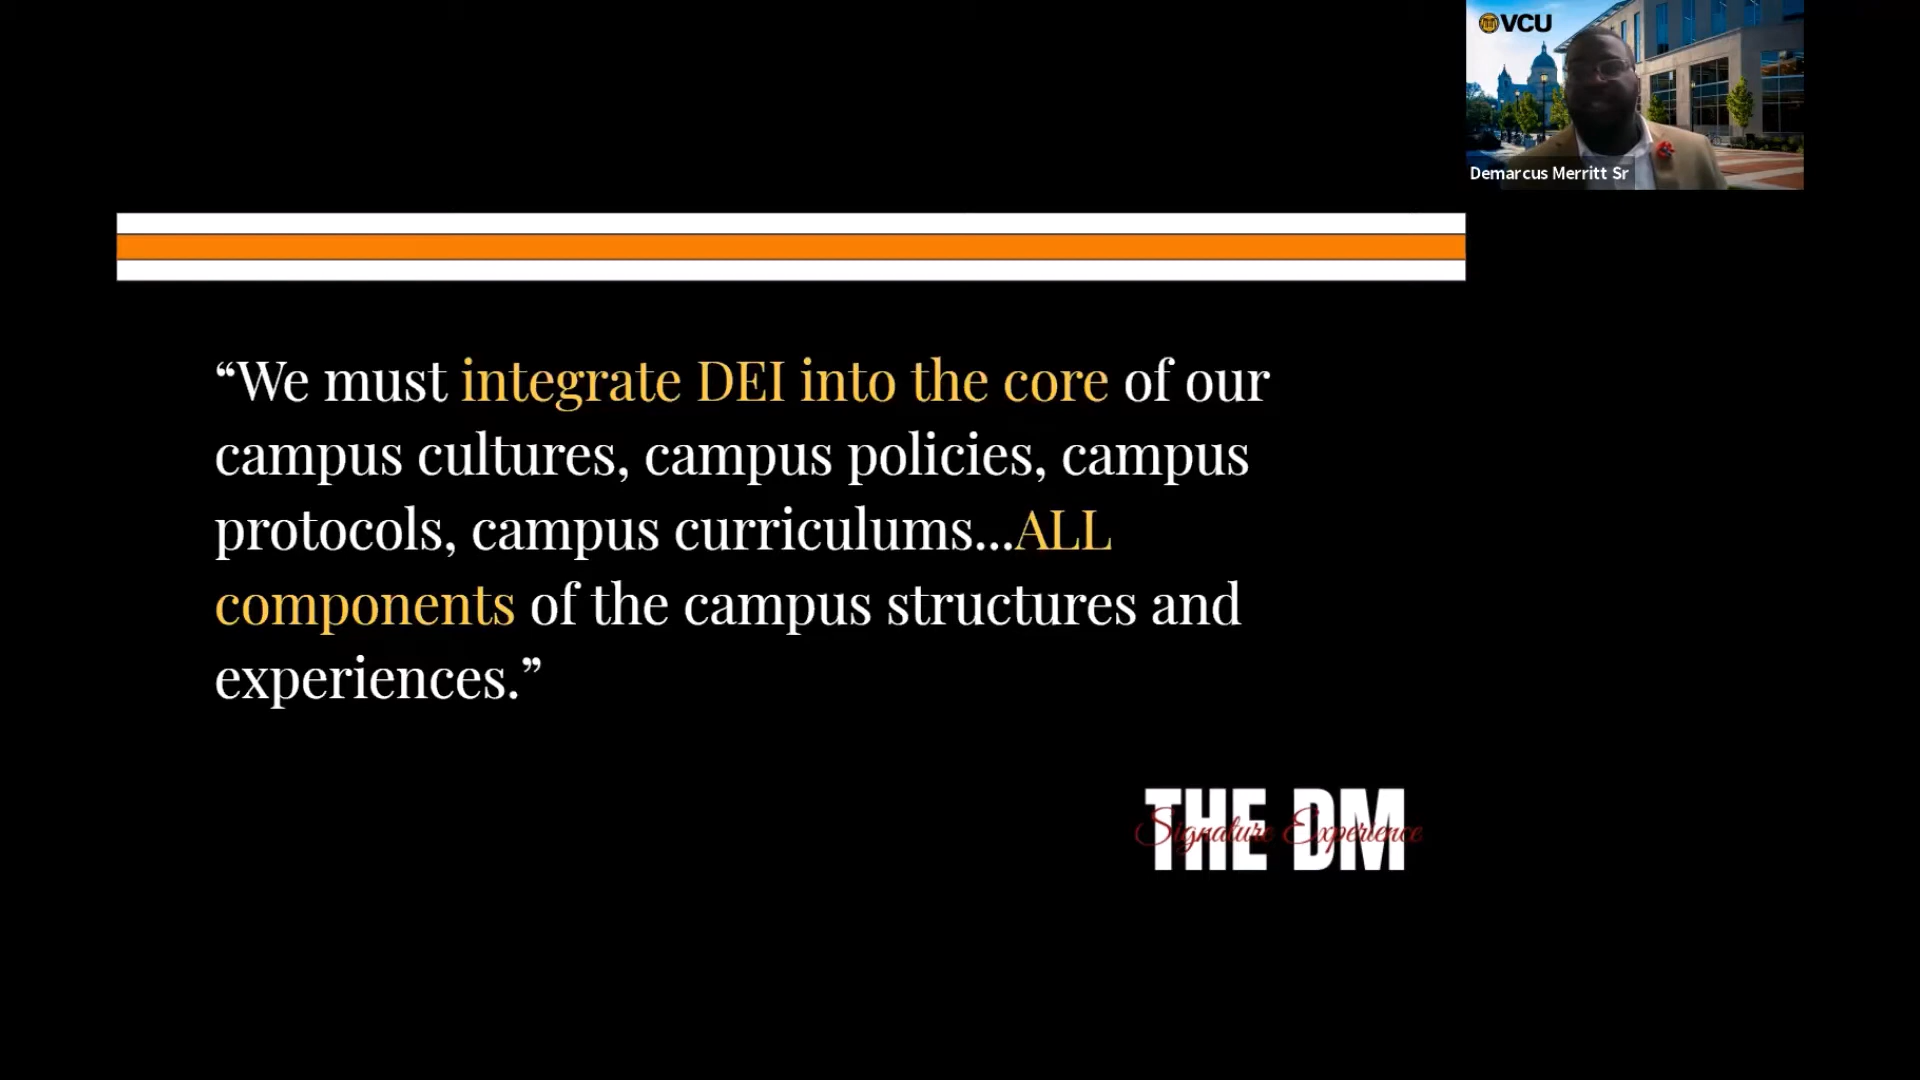 VCU
Demarcus Merritt Sr
“We must integrate DEI into the core of our
campus cultures, campus policies, campus
protocols, campus curriculums...ALL
components of the campus structures and
experiences.”
THE DM
Signature Experience